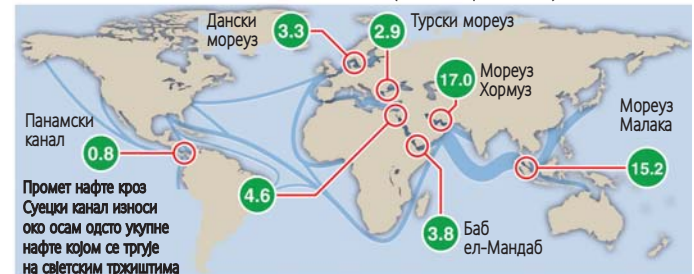 Дански
мореуз
3.3
2.9
Турски мореуз
17.0
Мореуз
Хормуз
Мореуз
Малака
15.2
Панамски
канал
0.8
4.6
3.8
Баб
ел-Мандаб
Промет нафте кроз
Суецки канал износи
око осам одсто укупне
нафте којом се тргује
на свјетским тржиштима